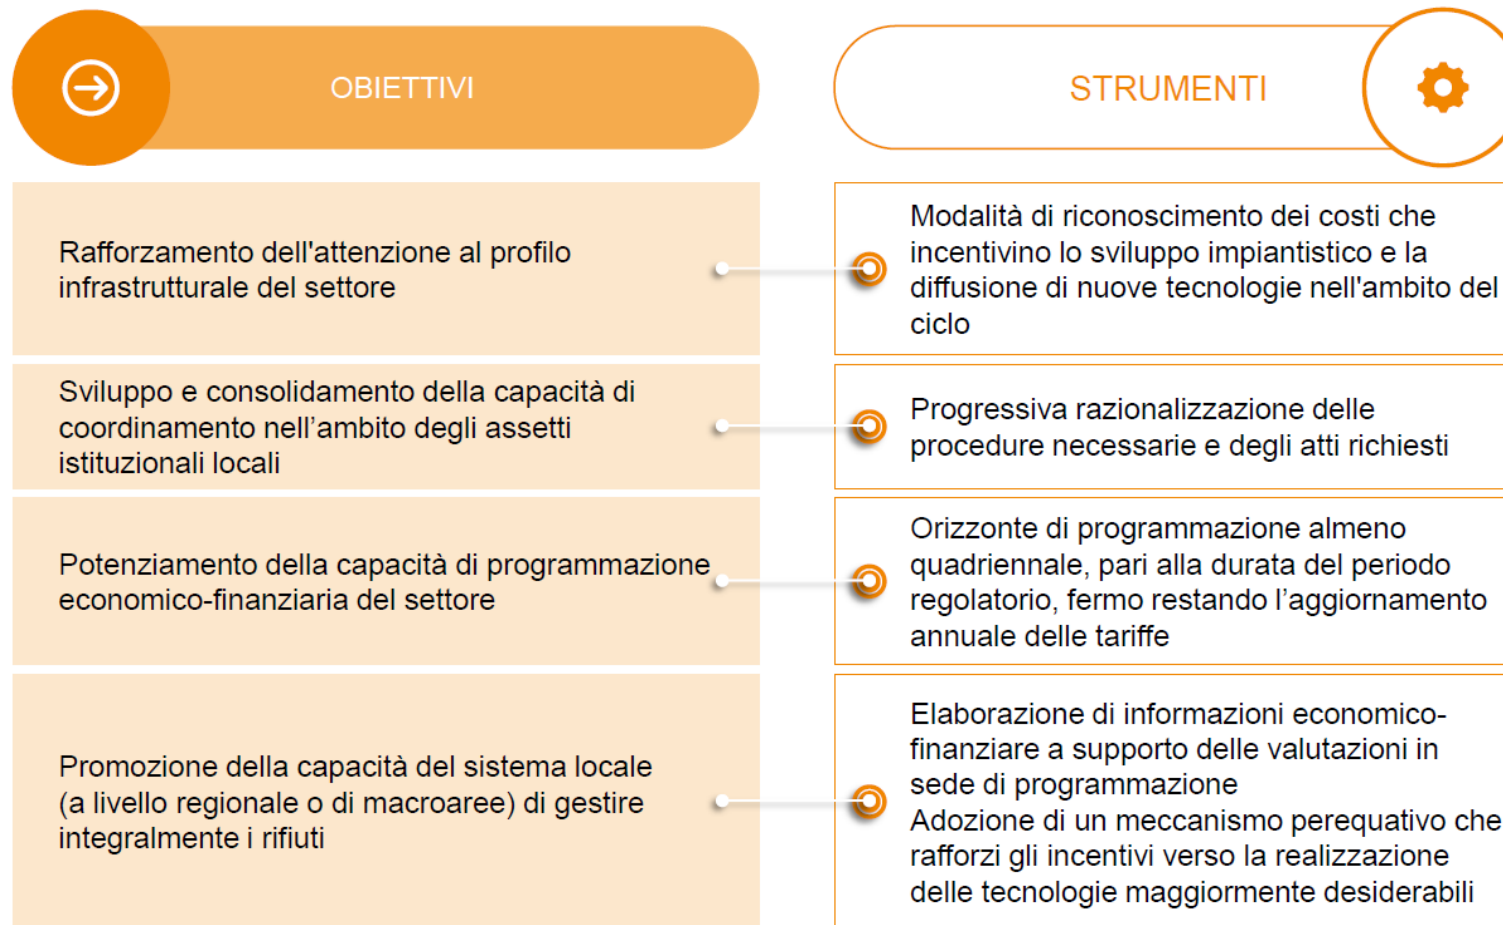 OBIETTIVI
STRUMENTI
Rafforzamento dell'attenzione al profilo
infrastrutturale del settore
Modalità di riconoscimento dei costi che
incentivino lo sviluppo impiantistico e la
diffusione di nuove tecnologie nell'ambito del
ciclo
Sviluppo e consolidamento della capacità di
coordinamento nell’ambito degli assetti
istituzionali locali
Progressiva razionalizzazione delle
procedure necessarie e degli atti richiesti
Potenziamento della capacità di programmazione
economico-finanziaria del settore
Orizzonte di programmazione almeno
quadriennale, pari alla durata del periodo
regolatorio, fermo restando l’aggiornamento
annuale delle tariffe
Promozione della capacità del sistema locale
(a livello regionale o di macroaree) di gestire
integralmente i rifiuti
Elaborazione di informazioni economico-
finanziare a supporto delle valutazioni in
sede di programmazione
Adozione di un meccanismo perequativo che
rafforzi gli incentivi verso la realizzazione
delle tecnologie maggiormente desiderabili